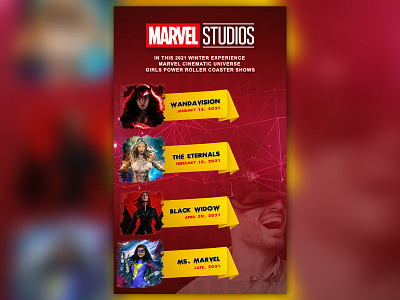 MARVEL STUDIOS
IN THIS 2021 WINTER EXPERIENCE
MARVEL CINEMATIC UNIVERSE
GIRLS POWER ROLLER COASTER SHOWS
WANDAVISION
JANUARY 15, 2021
THE ETERNALS
FEBRUARY 10, 2021
BLACK WIDOW
APRIL 29, 2021
MS. MARVEL
LATE, 2021